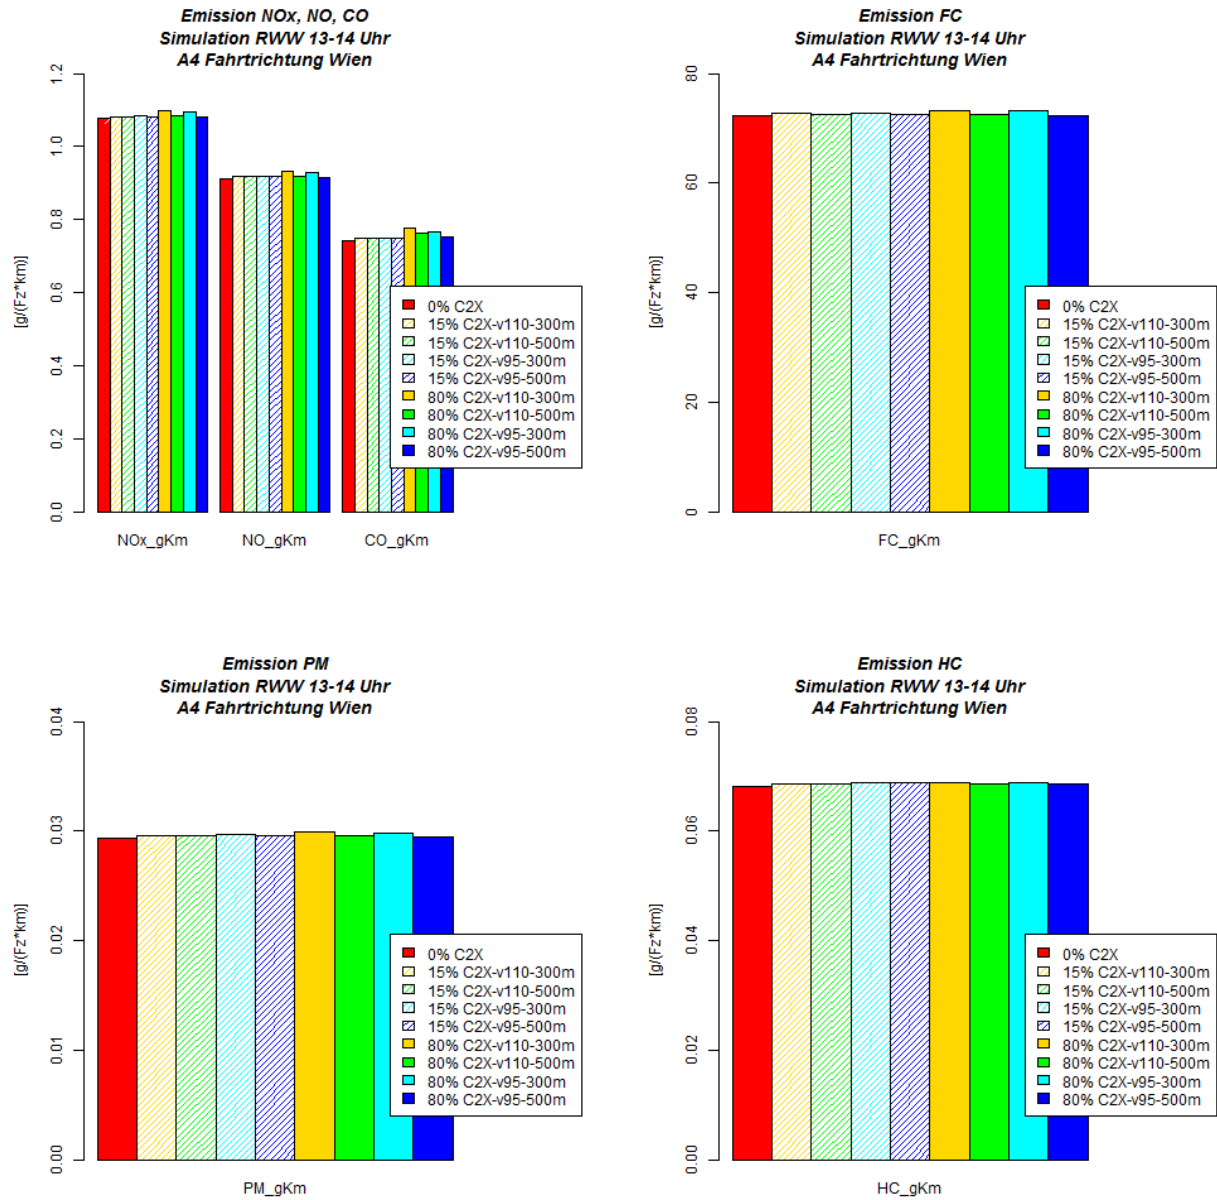 Emission NOx, NO, CO
Simulation RWW 13-14 Uhr
A4 Fahrtrichtung Wien
[g/(Fz*km)]
1.2
1.0
0.8
0.6
0.4
0.2
0.0
NOx_gKm
NO_gKm
CO_gKm
0% C2X
15% C2X-v110-300m
15% C2X-v110-500m
15% C2X-v95-300m
15% C2X-v95-500m
80% C2X-v110-300m
80% C2X-v110-500m
80% C2X-v95-300m
80% C2X-v95-500m
Emission FC
Simulation RWW 13-14 Uhr
A4 Fahrtrichtung Wien
[g/(Fz*km)]
80
60
40
20
0
FC_gKm
0% C2X
15% C2X-v110-300m
15% C2X-v110-500m
15% C2X-v95-300m
15% C2X-v95-500m
80% C2X-v110-300m
80% C2X-v110-500m
80% C2X-v95-300m
80% C2X-v95-500m
Emission PM
Simulation RWW 13-14 Uhr
A4 Fahrtrichtung Wien
[g/(Fz*km)]
0.04
0.03
0.02
0.01
0.00
PM_gKm
0% C2X
15% C2X-v110-300m
15% C2X-v110-500m
15% C2X-v95-300m
15% C2X-v95-500m
80% C2X-v110-300m
80% C2X-v110-500m
80% C2X-v95-300m
80% C2X-v95-500m
Emission HC
Simulation RWW 13-14 Uhr
A4 Fahrtrichtung Wien
[g/(Fz*km)]
0.08
0.06
0.04
0.02
0.00
HC_gKm
0% C2X
15% C2X-v110-300m
15% C2X-v110-500m
15% C2X-v95-300m
15% C2X-v95-500m
80% C2X-v110-300m
80% C2X-v110-500m
80% C2X-v95-300m
80% C2X-v95-500m